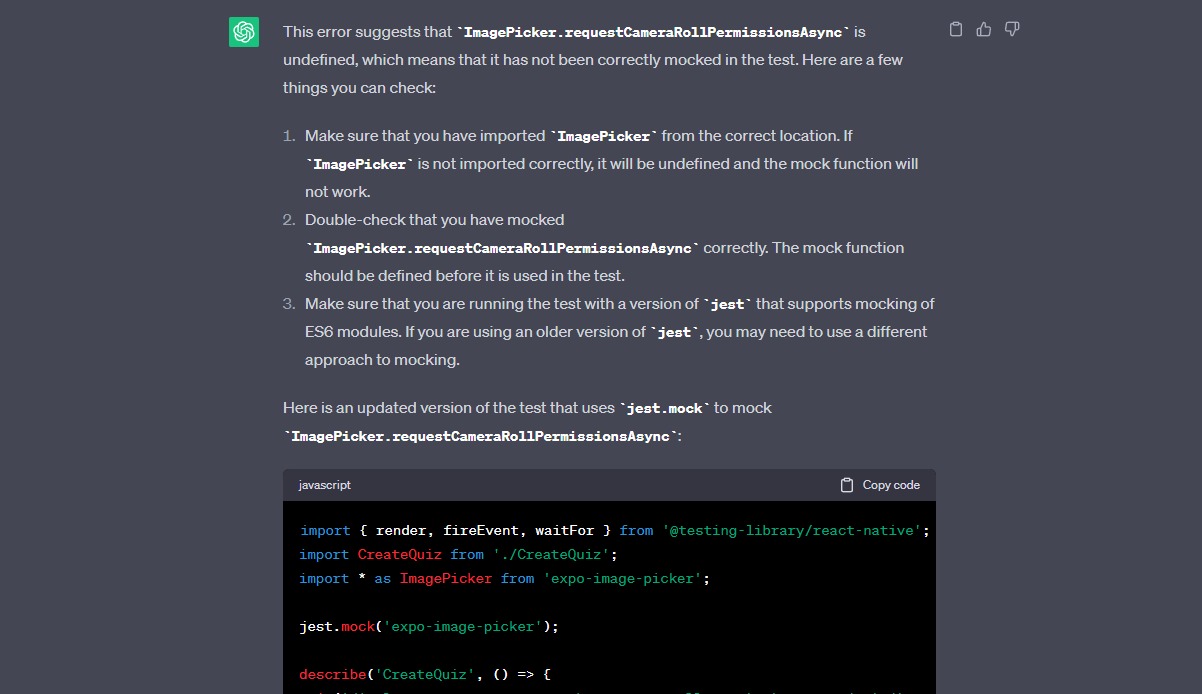 This error suggests that `ImagePicker.requestCameraRollPermissionsAsync` is
undefined, which means that it has not been correctly mocked in the test. Here are a few
things you can check:
1. Make sure that you have imported `ImagePicker` from the correct location. If
`ImagePicker` is not imported correctly, it will be undefined and the mock function will
not work.
2. Double-check that you have mocked
`ImagePicker.requestCameraRollPermissionsAsync` correctly. The mock function
should be defined before it is used in the test.
3. Make sure that you are running the test with a version of `jest` that supports mocking of
ES6 modules. If you are using an older version of `jest`, you may need to use a different
approach to mocking.
Here is an updated version of the test that uses `jest.mock` to mock
`ImagePicker.requestCameraRollPermissionsAsync`:
javascript Copy code
import { render, fireEvent, waitFor } from '@testing-library/react-native';
import CreateQuiz from './CreateQuiz';
import * as ImagePicker from 'expo-image-picker';
jest.mock('expo-image-picker');
describe('CreateQuiz', () => {